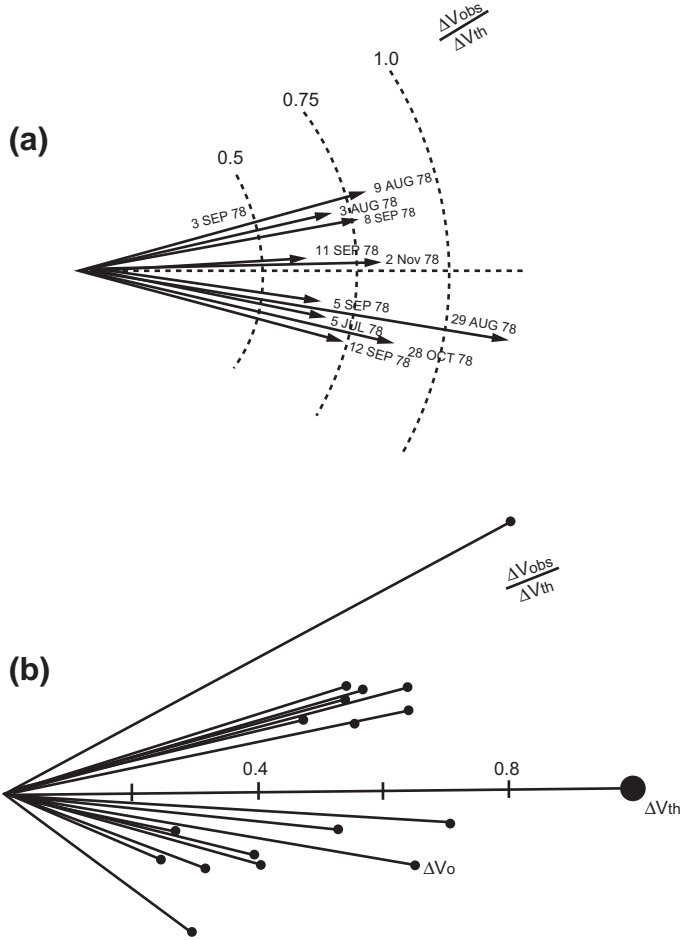 ΔVobs
ΔVth
1.0
0.75
(a)
0.5
9 AUG 78
3 AUG 78
3 SEP 78
8 SEP 78
11 SEP 78
2 Nov 78
5 SEP 78
29 AUG 78
5 JUL 78
12 SEP 78
28 OCT 78
ΔVobs
ΔVth
(b)
0.4
0.8
ΔVth
ΔVo